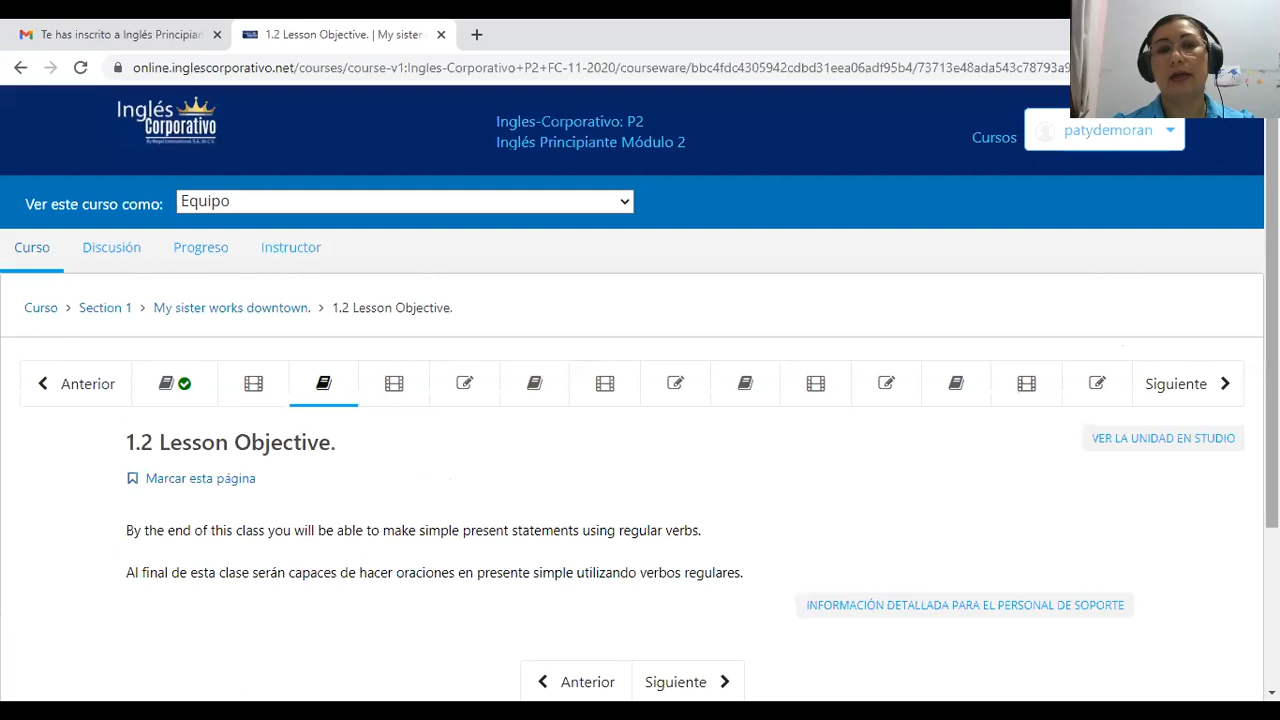 Te has inscrito a Inglés Principian
1.2 Lesson Objective. | My sister
online.inglescorporativo.net/courses/course-v1:Ingles-Corporativo+P2+FC-11-2020/courseware/bbc4fdc4305942cdbd31eea06adf95b4/73713e48ada543c78793a9
Inglés
Corporativo
Ingles-Corporativo: P2
Inglés Principiante Módulo 2
Cursos
patydemoran
Ver este curso como:
Equipo
Curso
Discusión
Progreso
Instructor
Curso > Section 1 > My sister works downtown. > 1.2 Lesson Objective.
Anterior
Siguiente
1.2 Lesson Objective.
VER LA UNIDAD EN STUDIO
Marcar esta página
By the end of this class you will be able to make simple present statements using regular verbs.
Al final de esta clase serán capaces de hacer oraciones en presente simple utilizando verbos regulares.
INFORMACIÓN DETALLADA PARA EL PERSONAL DE SOPORTE
Anterior
Siguiente